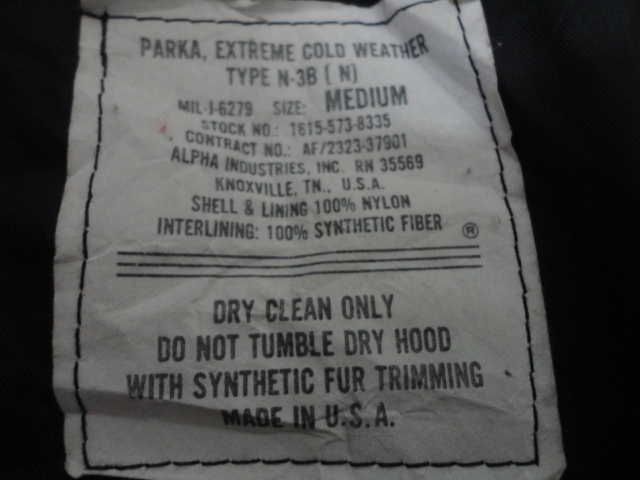 PARKA, EXTREME COLD WEATHER
TYPE N-3B ( N)
MIL-J-6279 SIZE: MEDIUM
STOCK NO.: 1615-573-8335
CONTRACT NO.: AF/2323-37901
ALPHA INDUSTRIES, INC. RN 35569
KNOXVILLE, TN., U.S.A.
SHELL & LINING 100% NYLON
INTERLINING: 100% SYNTHETIC FIBER ®
DRY CLEAN ONLY
DO NOT TUMBLE DRY HOOD
WITH SYNTHETIC FUR TRIMMING
MADE IN U.S.A.